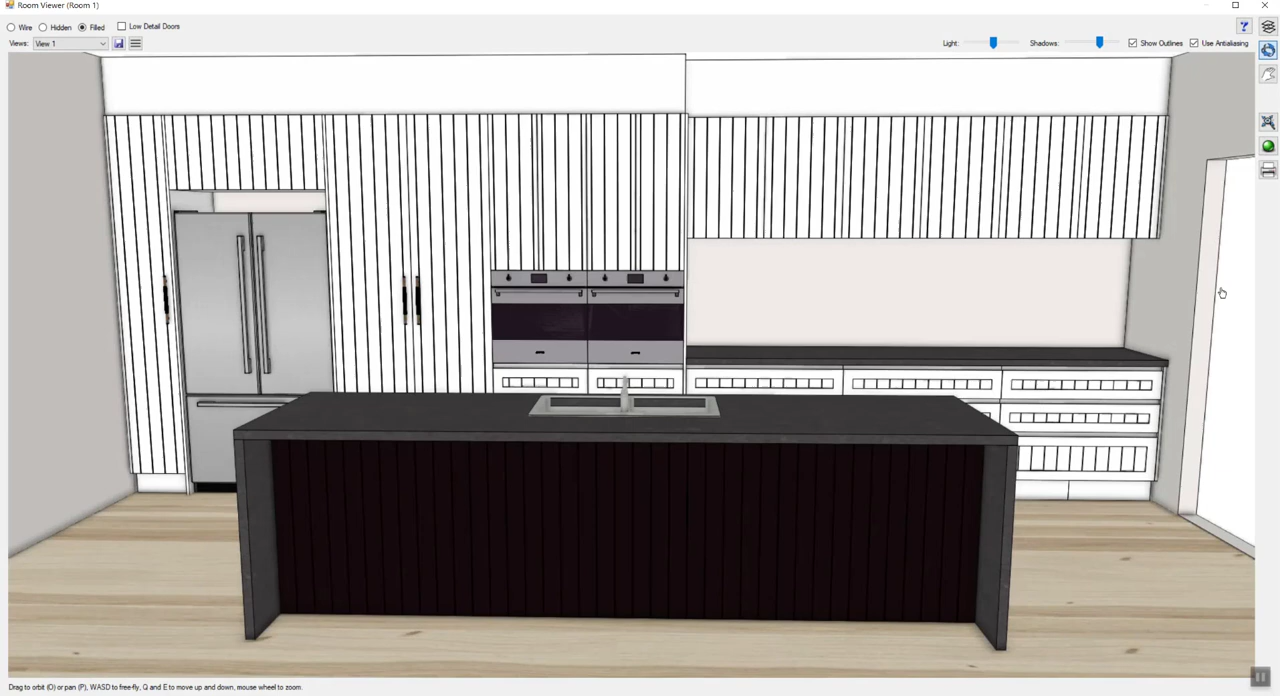 Room Viewer (Room 1)
Wire Hidden Filled Low Detail Doors
Views: View 1
Light: Shadows: Show Outlines Use Antialiasing
?
Drag to orbit (O) or pan (P), WASD to free-fly, Q and E to move up and down, mouse wheel to zoom.